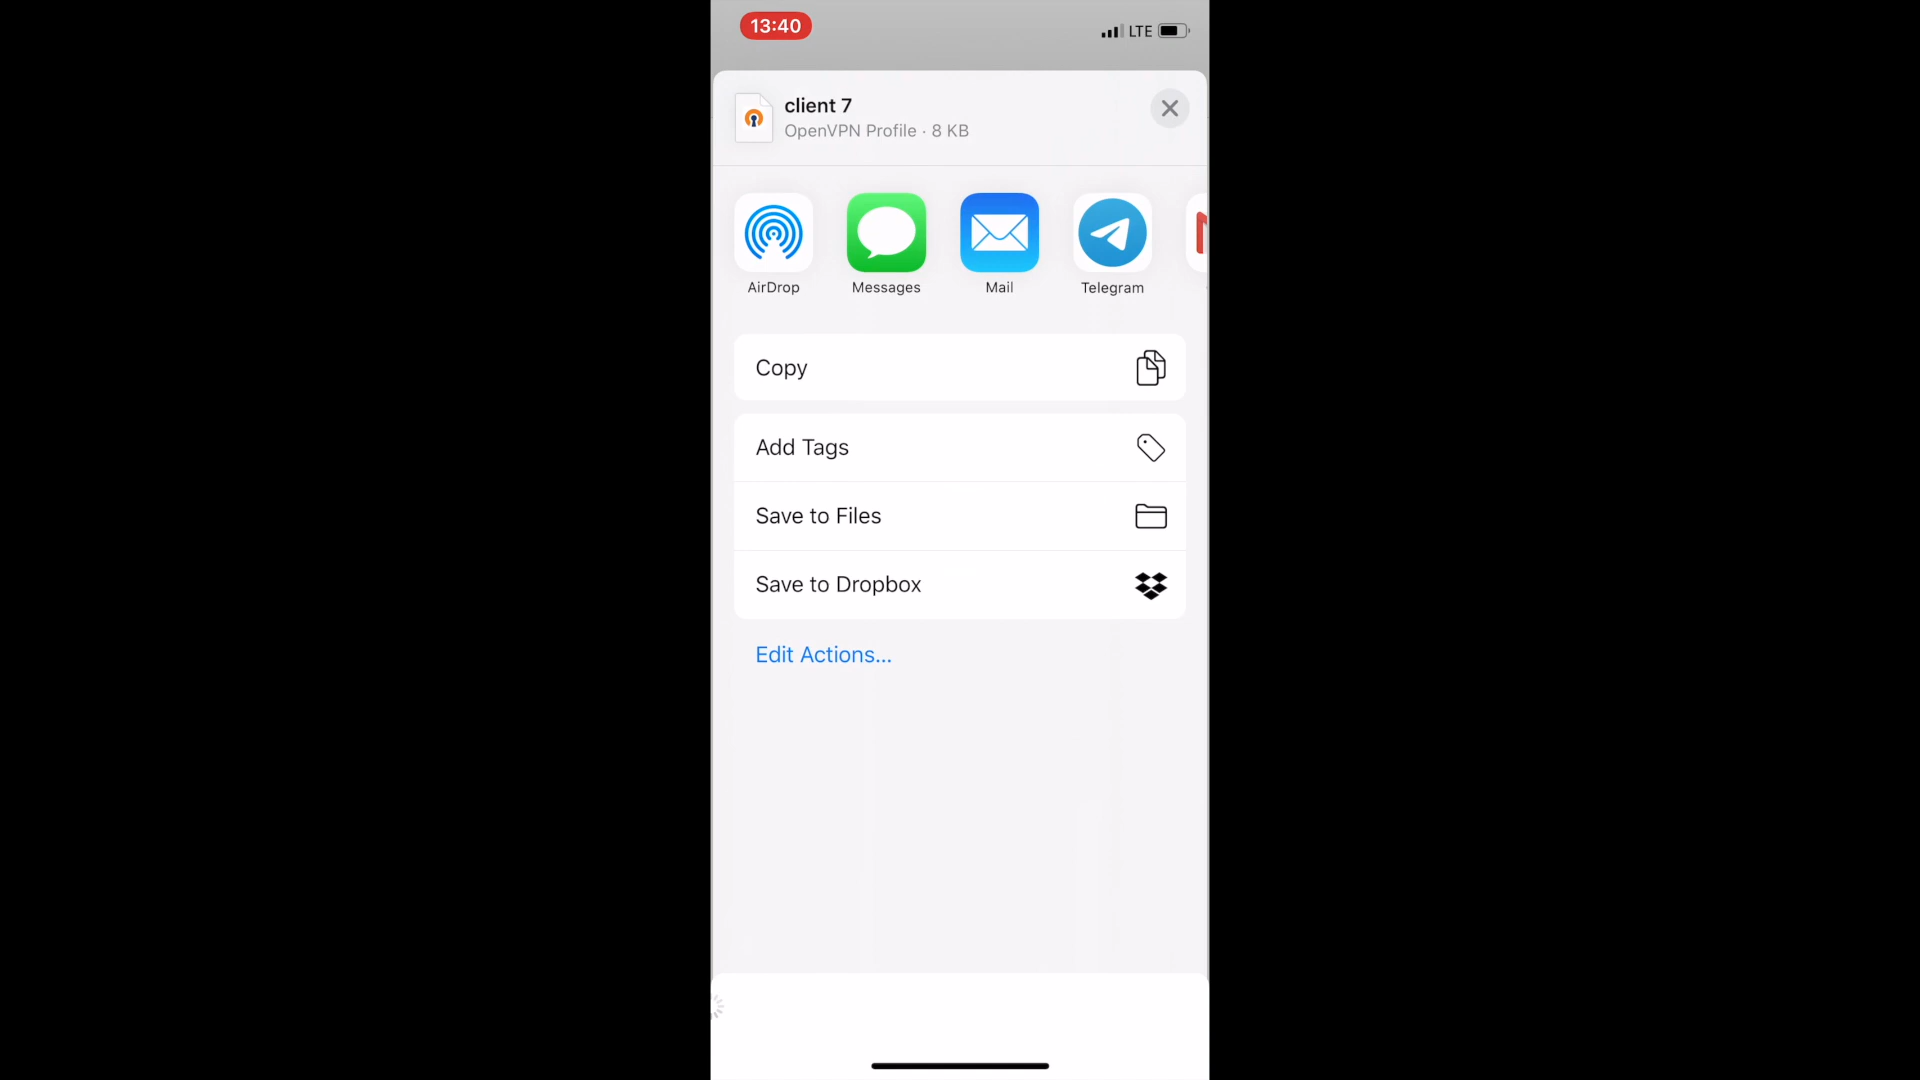 13:40
LTE
client 7
OpenVPN Profile · 8 KB
AirDrop
Messages
Mail
Telegram
Copy
Add Tags
Save to Files
Save to Dropbox
Edit Actions...